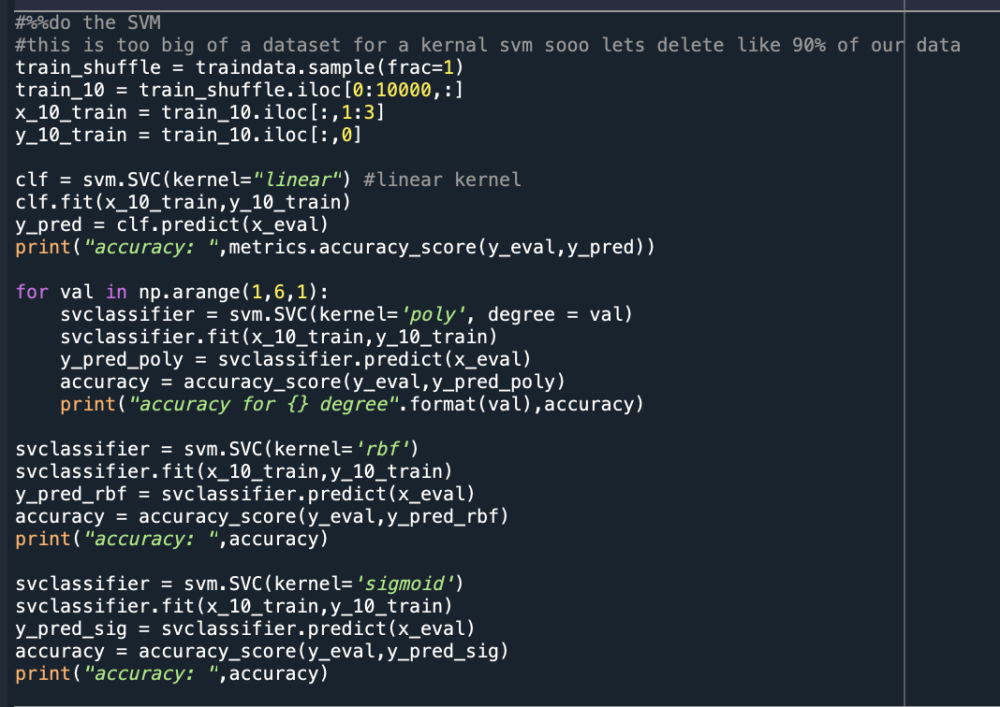 #%%do the SVM
#this is too big of a dataset for a kernal svm sooo lets delete like 90% of our data
train_shuffle = traindata.sample(frac=1)
train_10 = train_shuffle.iloc[0:10000,:]
x_10_train = train_10.iloc[:,1:3]
y_10_train = train_10.iloc[:,0]

clf = svm.SVC(kernel="linear") #linear kernel
clf.fit(x_10_train,y_10_train)
y_pred = clf.predict(x_eval)
print("accuracy: ",metrics.accuracy_score(y_eval,y_pred))

for val in np.arange(1,6,1):
    svclassifier = svm.SVC(kernel='poly', degree = val)
    svclassifier.fit(x_10_train,y_10_train)
    y_pred_poly = svclassifier.predict(x_eval)
    accuracy = accuracy_score(y_eval,y_pred_poly)
    print("accuracy for {} degree".format(val),accuracy)

svclassifier = svm.SVC(kernel='rbf')
svclassifier.fit(x_10_train,y_10_train)
y_pred_rbf = svclassifier.predict(x_eval)
accuracy = accuracy_score(y_eval,y_pred_rbf)
print("accuracy: ",accuracy)

svclassifier = svm.SVC(kernel='sigmoid')
svclassifier.fit(x_10_train,y_10_train)
y_pred_sig = svclassifier.predict(x_eval)
accuracy = accuracy_score(y_eval,y_pred_sig)
print("accuracy: ",accuracy)